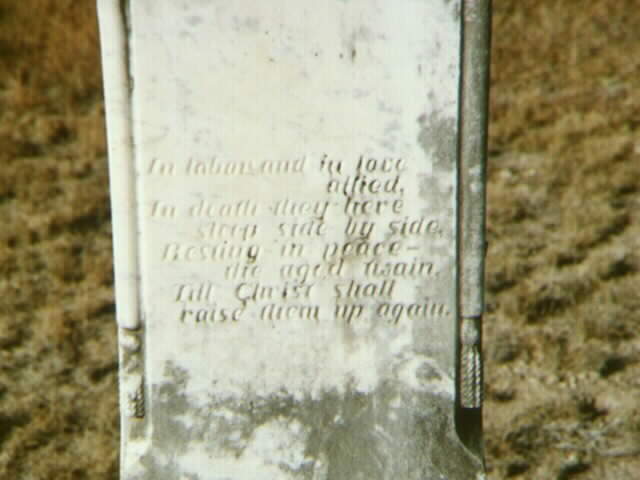 In labor and in love
allied,
In death they here
sleep side by side,
Resting in peace—
the aged twain,
Till Christ shall
raise them up again.